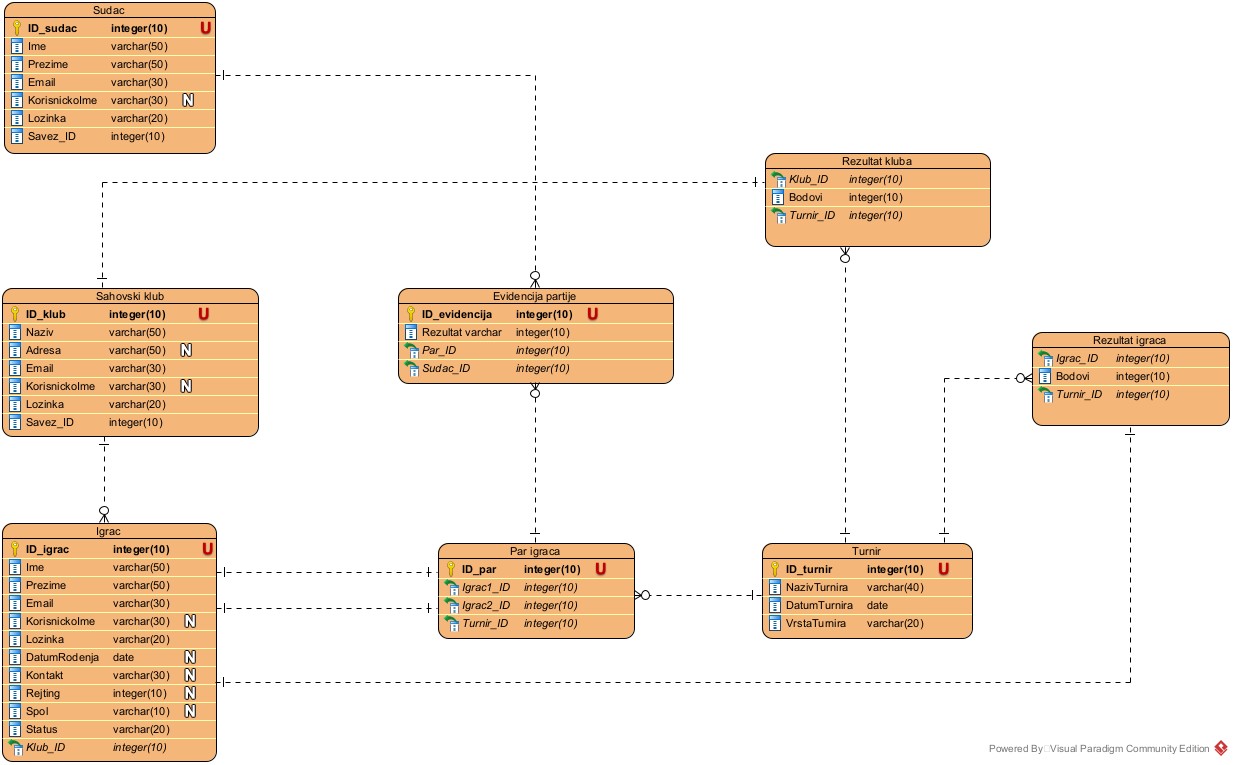 Sudac
ID_sudac integer(10) U
Ime varchar(50)
Prezime varchar(50)
Email varchar(30)
KorisnickoIme varchar(30) N
Lozinka varchar(20)
Savez_ID integer(10)
Rezultat kluba
Klub_ID integer(10)
Bodovi integer(10)
Turnir_ID integer(10)
Sahovski klub
ID_klub integer(10) U
Naziv varchar(50)
Adresa varchar(50) N
Email varchar(30)
KorisnickoIme varchar(30) N
Lozinka varchar(20)
Savez_ID integer(10)
Evidencija partije
ID_evidencija integer(10) U
Rezultat varchar integer(10)
Par_ID integer(10)
Sudac_ID integer(10)
Rezultat igraca
Igrac_ID integer(10)
Bodovi integer(10)
Turnir_ID integer(10)
Igrac
ID_igrac integer(10) U
Ime varchar(50)
Prezime varchar(50)
Email varchar(30)
KorisnickoIme varchar(30) N
Lozinka varchar(20)
DatumRodenja date N
Kontakt varchar(30) N
Rejting integer(10) N
Spol varchar(10) N
Status varchar(20)
Klub_ID integer(10)
Par igraca
ID_par integer(10) U
Igrac1_ID integer(10)
Igrac2_ID integer(10)
Turnir_ID integer(10)
Turnir
ID_turnir integer(10) U
NazivTurnira varchar(40)
DatumTurnira date
VrstaTurnira varchar(20)
Powered By Visual Paradigm Community Edition